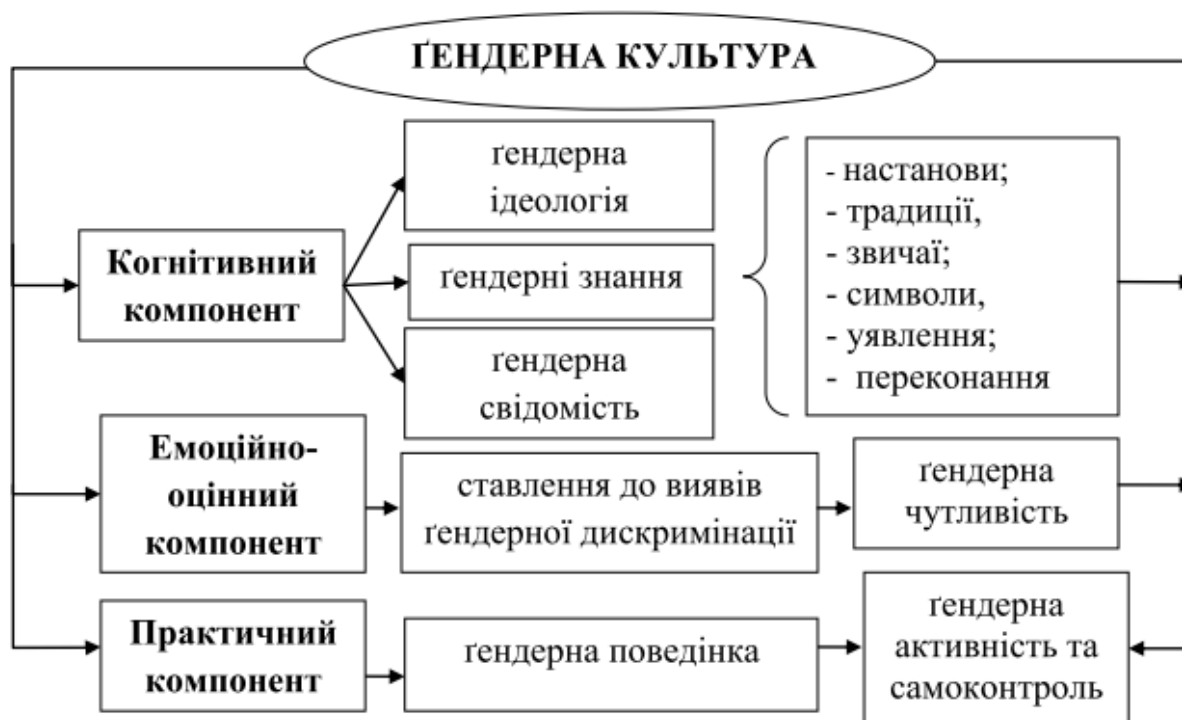 ҐЕНДЕРНА КУЛЬТУРА
Когнітивний
компонент
ґендерна
ідеологія
ґендерні знання
ґендерна
свідомість
- настанови;
- традиції,
- звичаї;
- символи,
- уявлення;
- переконання
Емоційно-
оцінний
компонент
ставлення до виявів
ґендерної дискримінації
ґендерна
чутливість
Практичний
компонент
ґендерна поведінка
ґендерна
активність та
самоконтроль